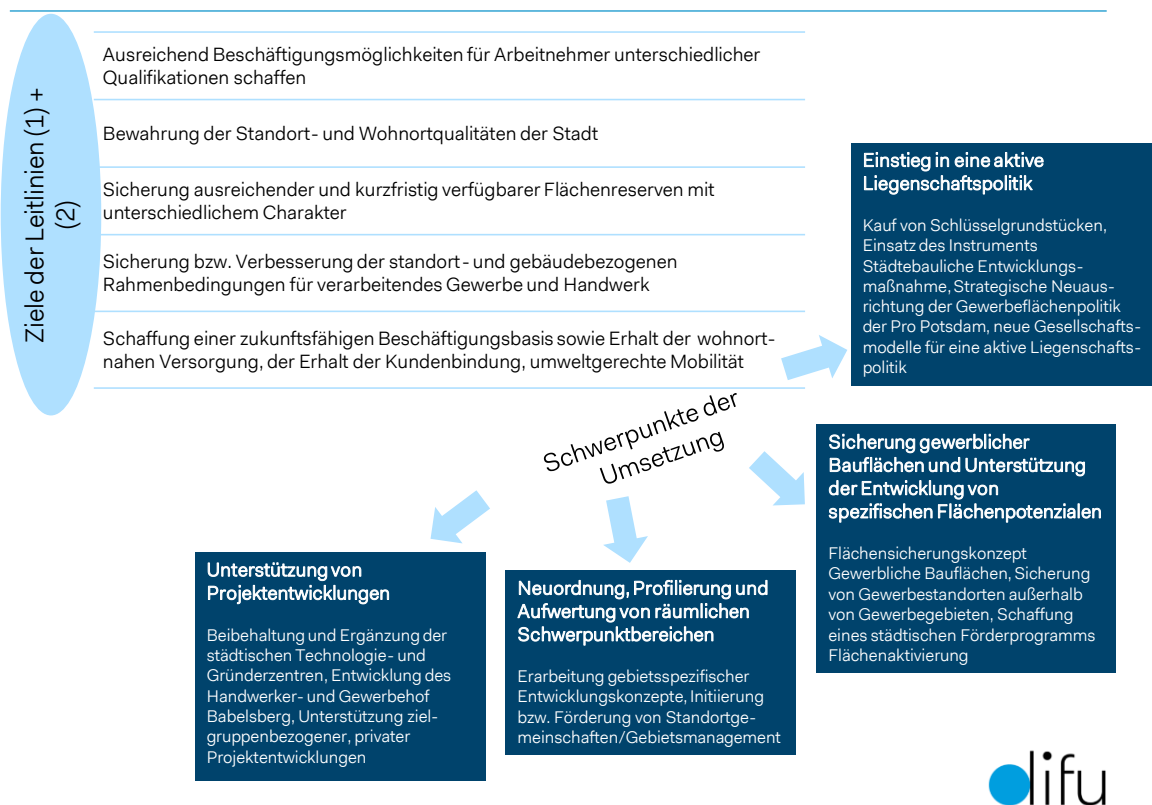 Ziele der Leitlinien (1) +
(2)
Ausreichend Beschäftigungsmöglichkeiten für Arbeitnehmer unterschiedlicher
Qualifikationen schaffen
Bewahrung der Standort- und Wohnortqualitäten der Stadt
Sicherung ausreichender und kurzfristig verfügbarer Flächenreserven mit
unterschiedlichem Charakter
Sicherung bzw. Verbesserung der standort- und gebäudebezogenen
Rahmenbedingungen für verarbeitendes Gewerbe und Handwerk
Schaffung einer zukunftsfähigen Beschäftigungsbasis sowie Erhalt der wohnort-
nahen Versorgung, der Erhalt der Kundenbindung, umweltgerechte Mobilität
Einstieg in eine aktive
Liegenschaftspolitik
Kauf von Schlüsselgrundstücken,
Einsatz des Instruments
Städtebauliche Entwicklungs-
maßnahme, Strategische Neuaus-
richtung der Gewerbeflächenpolitik
der Pro Potsdam, neue Gesellschafts-
modelle für eine aktive Liegenschafts-
politik
Schwerpunkte der
Umsetzung
Sicherung gewerblicher
Bauflächen und Unterstützung
der Entwicklung von
spezifischen Flächenpotenzialen
Flächensicherungskonzept
Gewerbliche Bauflächen, Sicherung
von Gewerbestandorten außerhalb
von Gewerbegebieten, Schaffung
eines städtischen Förderprogramms
Flächenaktivierung
Unterstützung von
Projektentwicklungen
Beibehaltung und Ergänzung der
städtischen Technologie- und
Gründerzentren, Entwicklung des
Handwerker- und Gewerbehof
Babelsberg, Unterstützung ziel-
gruppenbezogener, privater
Projektentwicklungen
Neuordnung, Profilierung und
Aufwertung von räumlichen
Schwerpunktbereichen
Erarbeitung gebietsspezifischer
Entwicklungskonzepte, Initiierung
bzw. Förderung von Standortge-
meinschaften/Gebietsmanagement
difu